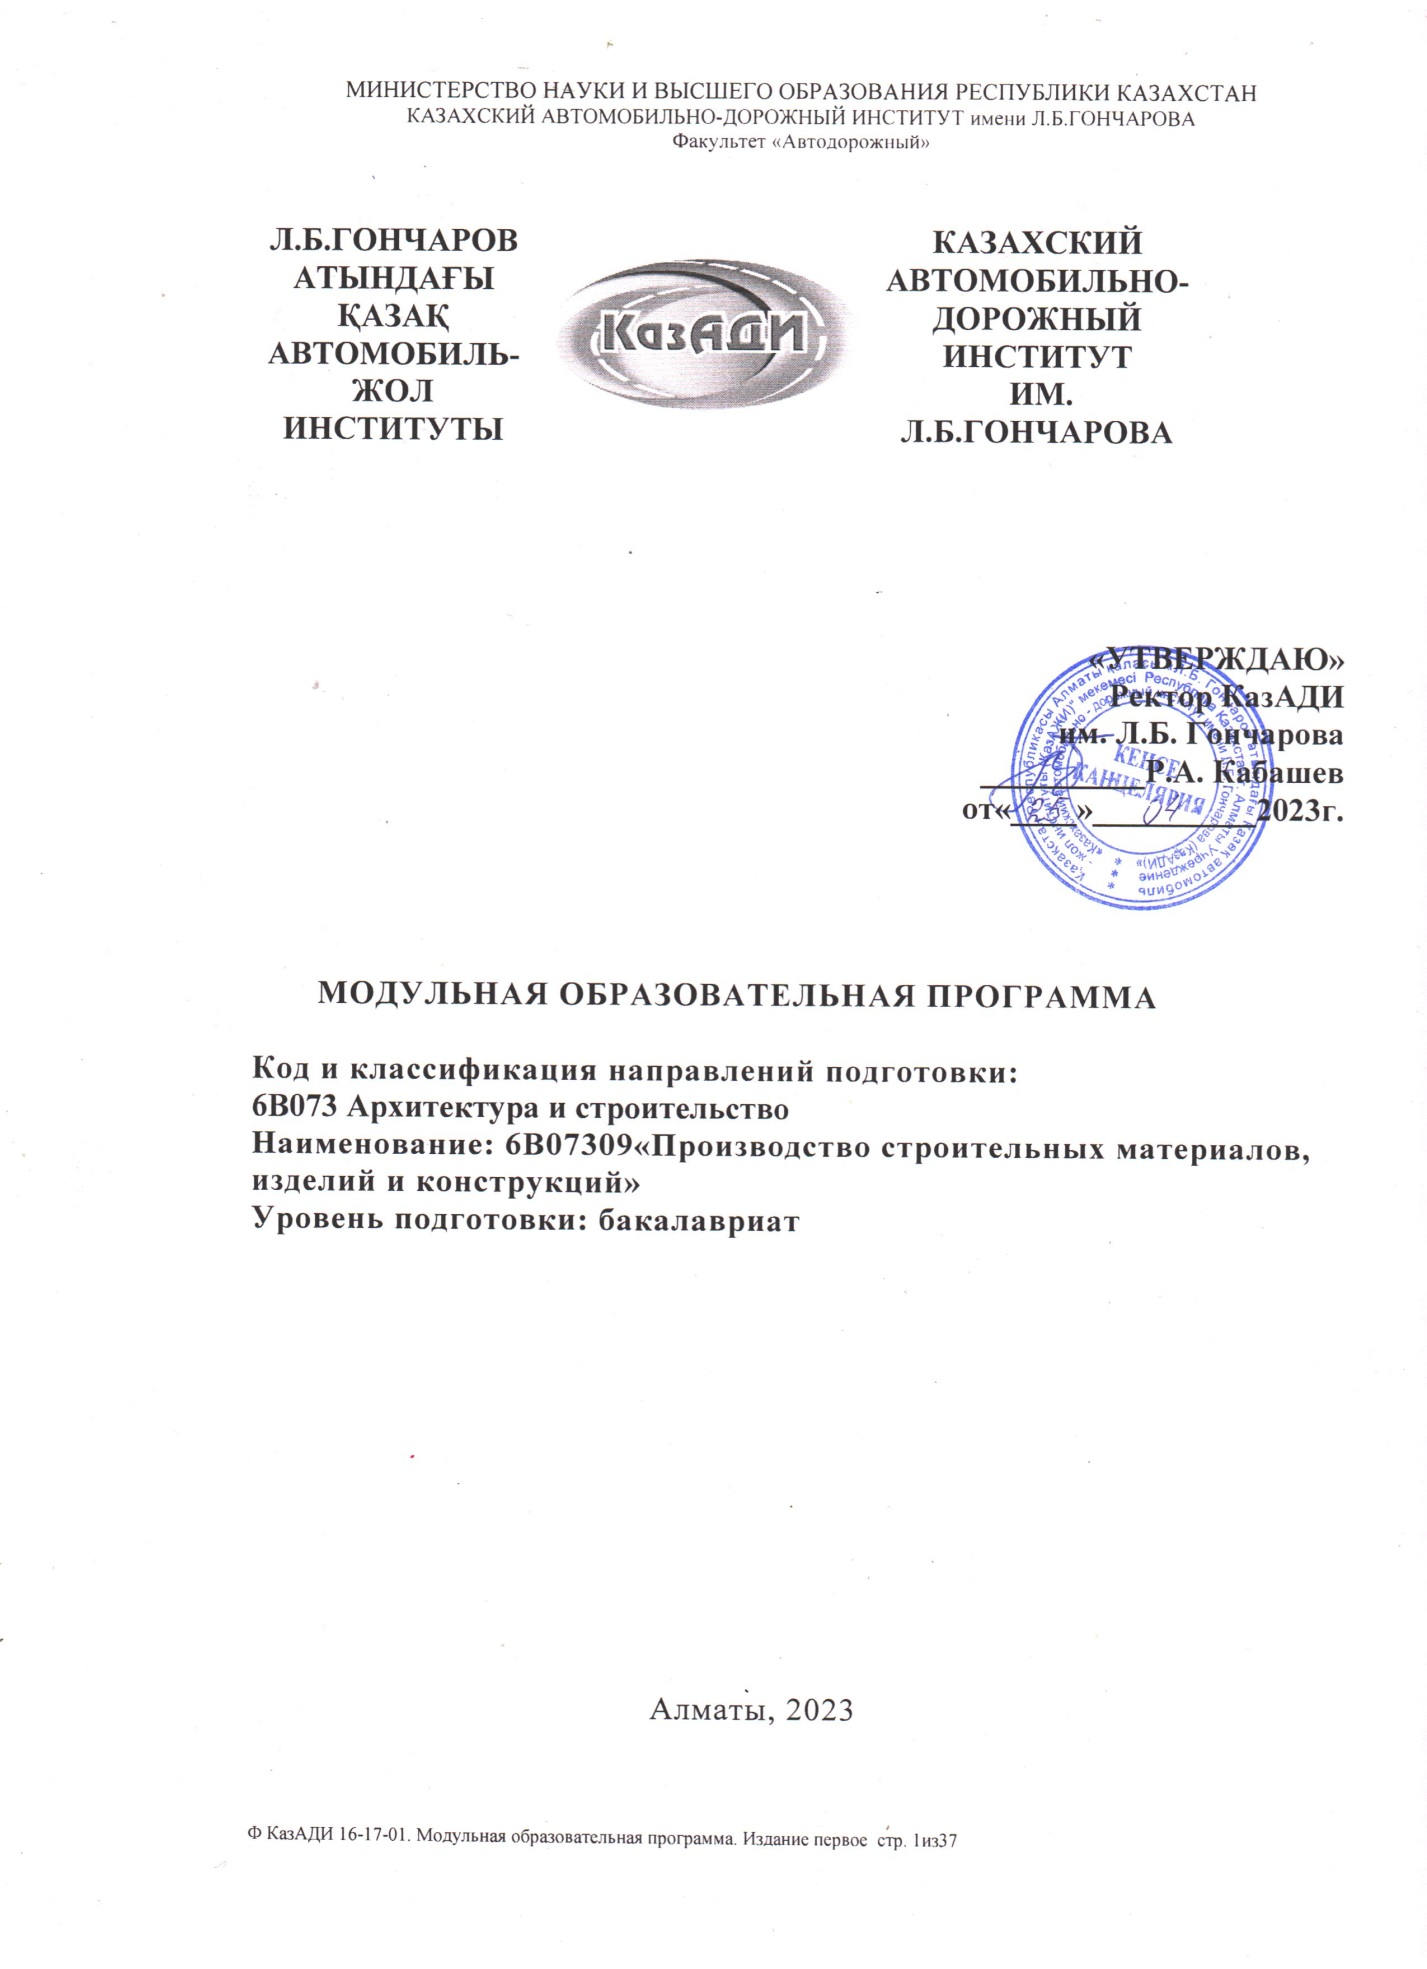 МИНИСТЕРСТВО НАУКИ И ВЫСШЕГО ОБРАЗОВАНИЯ РЕСПУБЛИКИ КАЗАХСТАН
КАЗАХСКИЙ АВТОМОБИЛЬНО-ДОРОЖНЫЙ ИНСТИТУТ имени Л.Б.ГОНЧАРОВА
Факультет «Автодорожный»
Л.Б.ГОНЧАРОВ
АТЫНДАҒЫ
ҚАЗАҚ
АВТОМОБИЛЬ-
ЖОЛ
ИНСТИТУТЫ
КазАДИ
КАЗАХСКИЙ
АВТОМОБИЛЬНО-
ДОРОЖНЫЙ
ИНСТИТУТ
ИМ.
Л.Б.ГОНЧАРОВА
«УТВЕРЖДАЮ»
Ректор КазАДИ
им. Л.Б. Гончарова
__________Р.А. Кабашев
от«25»____04____2023г.
КЕҢСЕ
КАНЦЕЛЯРИЯ
МОДУЛЬНАЯ ОБРАЗОВАТЕЛЬНАЯ ПРОГРАММА
Код и классификация направлений подготовки:
6В073 Архитектура и строительство
Наименование: 6В07309«Производство строительных материалов,
изделий и конструкций»
Уровень подготовки: бакалавриат
Алматы, 2023
Ф КазАДИ 16-17-01. Модульная образовательная программа. Издание первое стр. 1из37